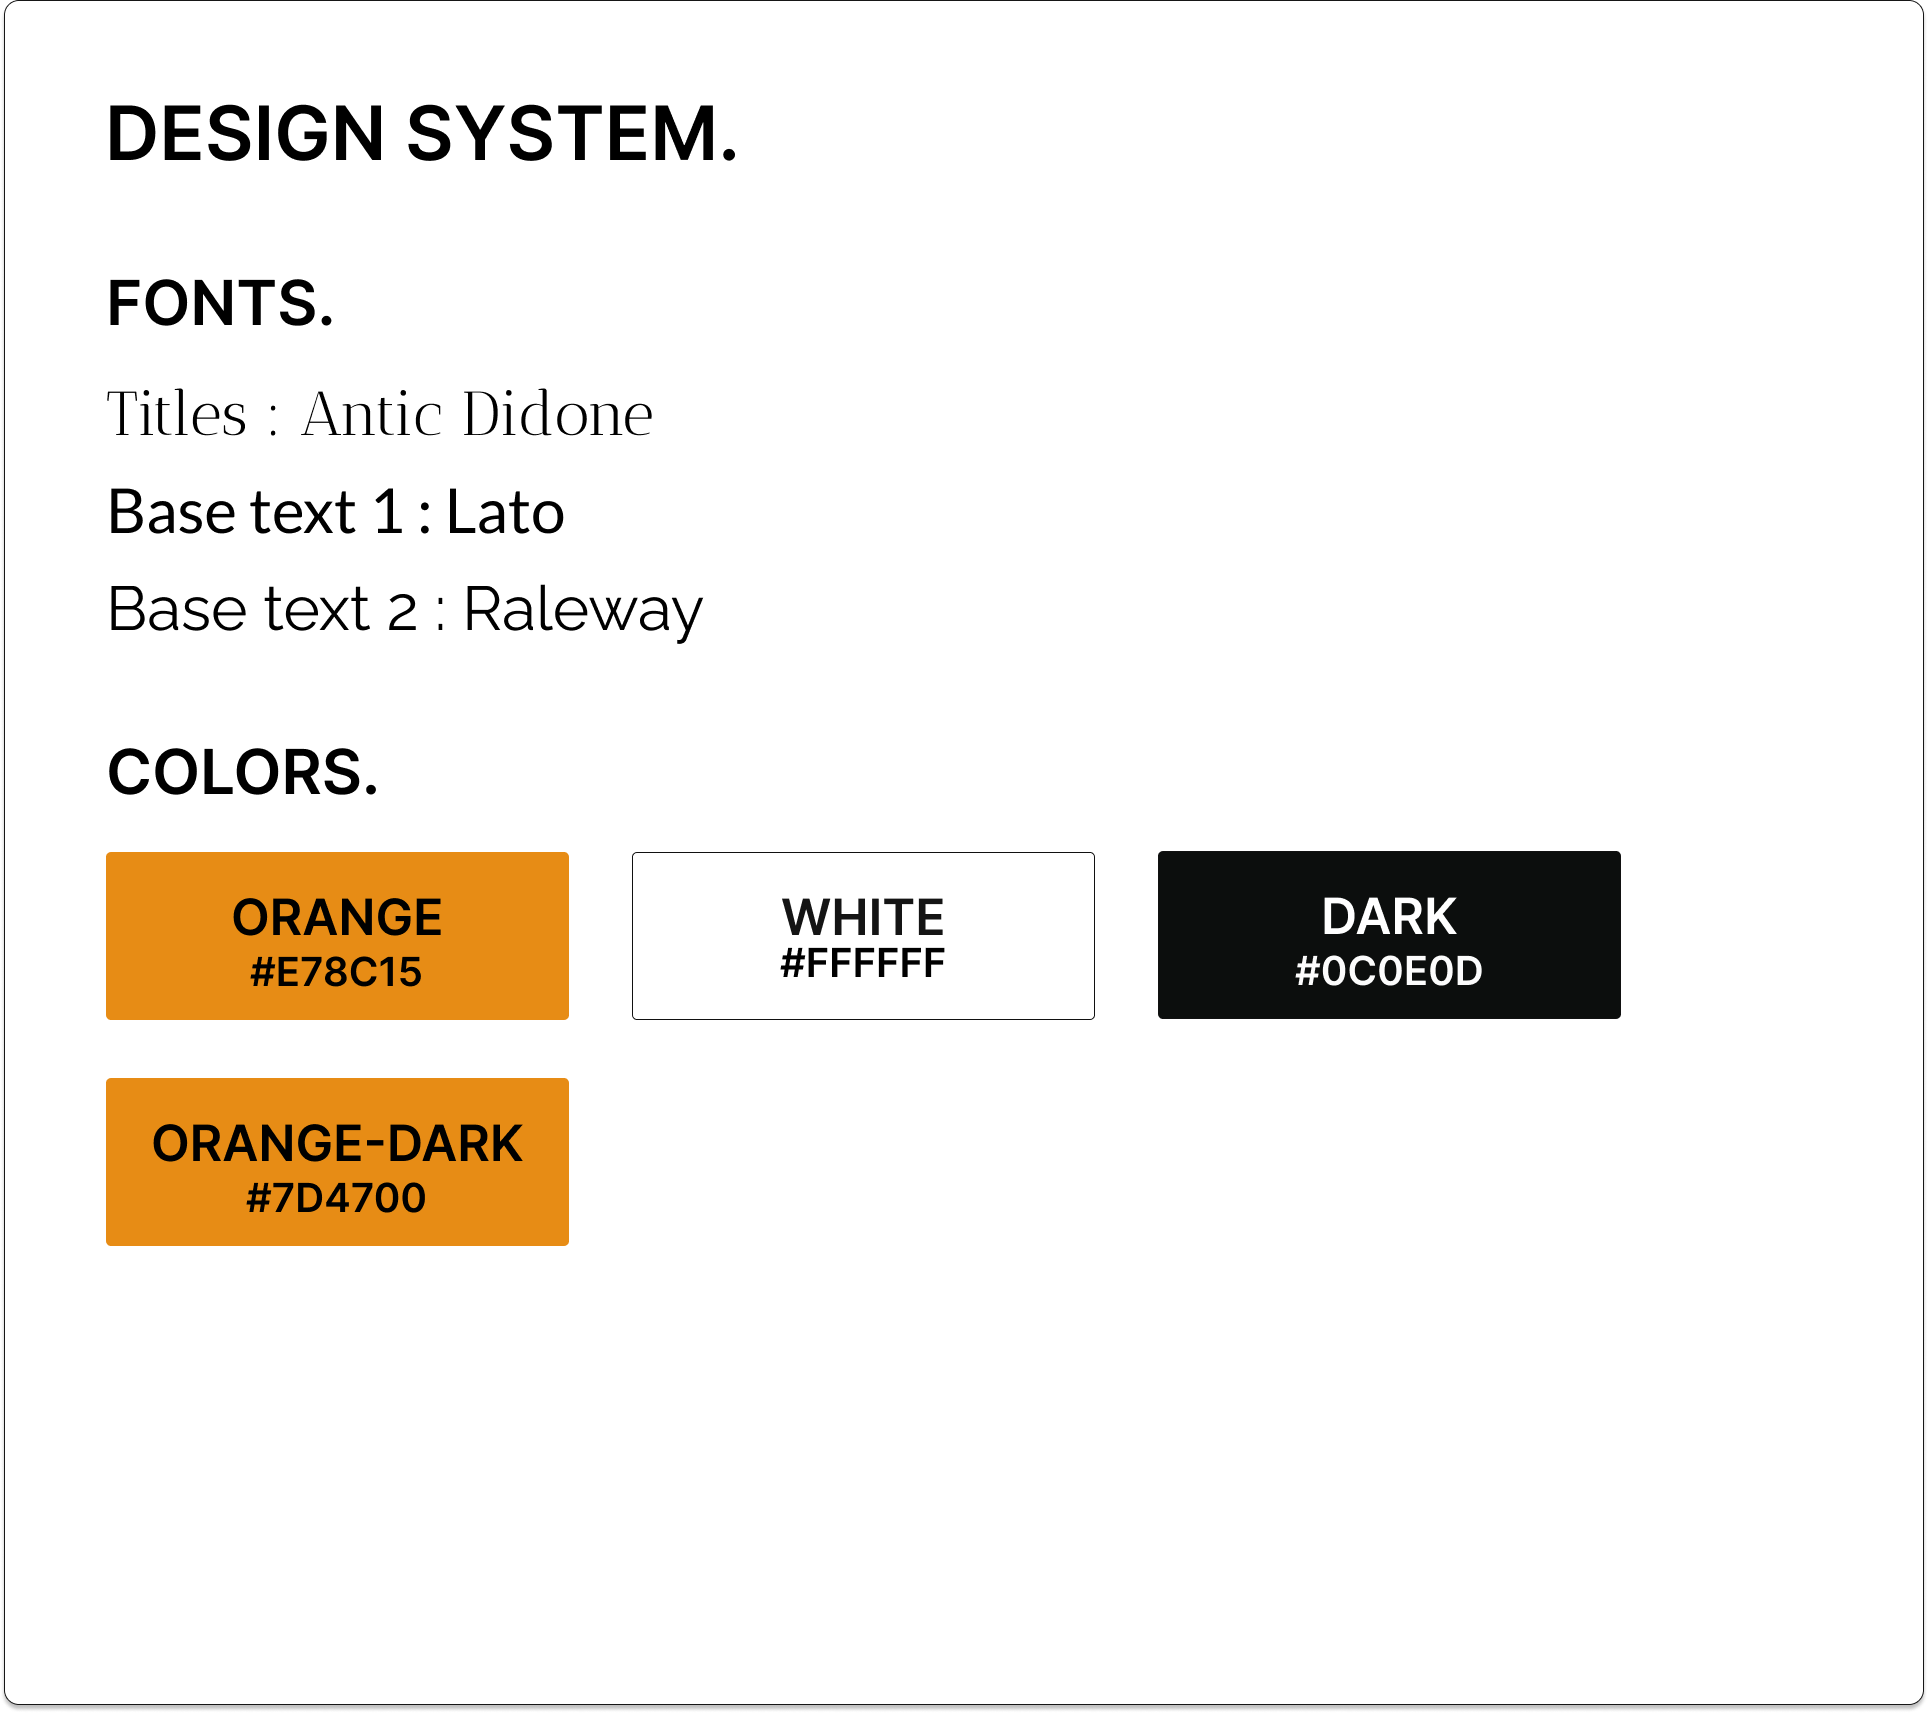 DESIGN SYSTEM.
FONTS.
Titles : Antic Didone
Base text 1 : Lato
Base text 2 : Raleway
COLORS.
ORANGE
#E78C15
WHITE
#FFFFFF
DARK
#0C0E0D
ORANGE-DARK
#7D4700